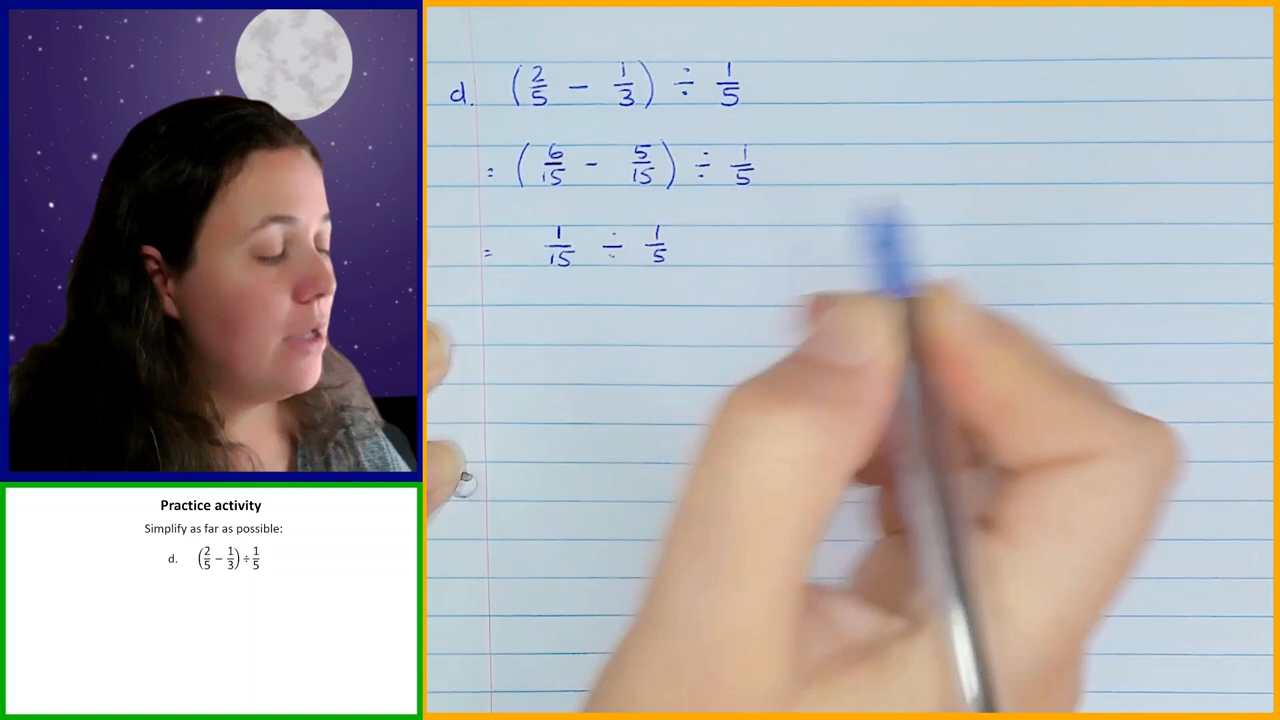 d. (2/5 − 1/3) ÷ 1/5
= (6/15 − 5/15) ÷ 1/5
= 1/15 ÷ 1/5
Practice activity
Simplify as far as possible:
d. (2/5 − 1/3) ÷ 1/5